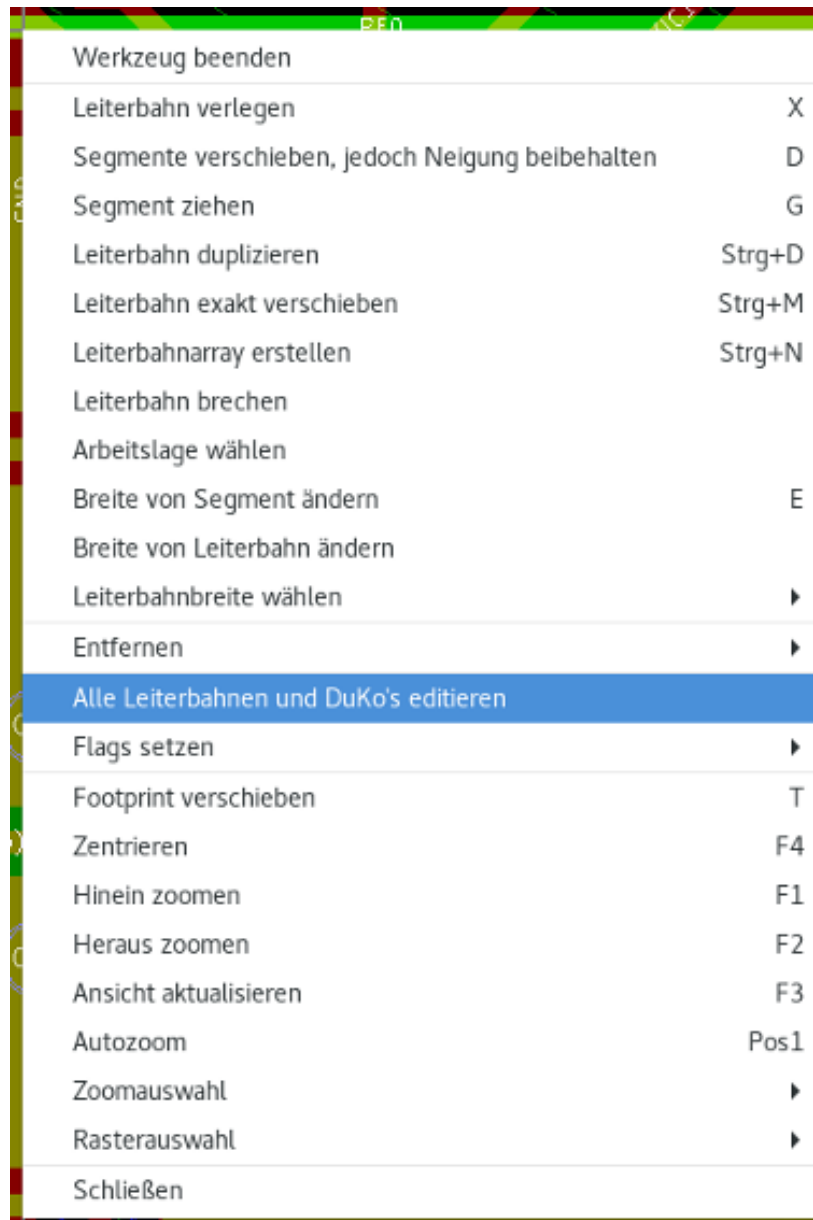 Werkzeug beenden
Leiterbahn verlegen X
Segmente verschieben, jedoch Neigung beibehalten D
Segment ziehen G
Leiterbahn duplizieren Strg+D
Leiterbahn exakt verschieben Strg+M
Leiterbahnarray erstellen Strg+N
Leiterbahn brechen
Arbeitslage wählen
Breite von Segment ändern E
Breite von Leiterbahn ändern
Leiterbahnbreite wählen
Entfernen
Alle Leiterbahnen und DuKo's editieren
Flags setzen
Footprint verschieben T
Zentrieren F4
Hinein zoomen F1
Heraus zoomen F2
Ansicht aktualisieren F3
Autozoom Pos1
Zoomauswahl
Rasterauswahl
Schließen